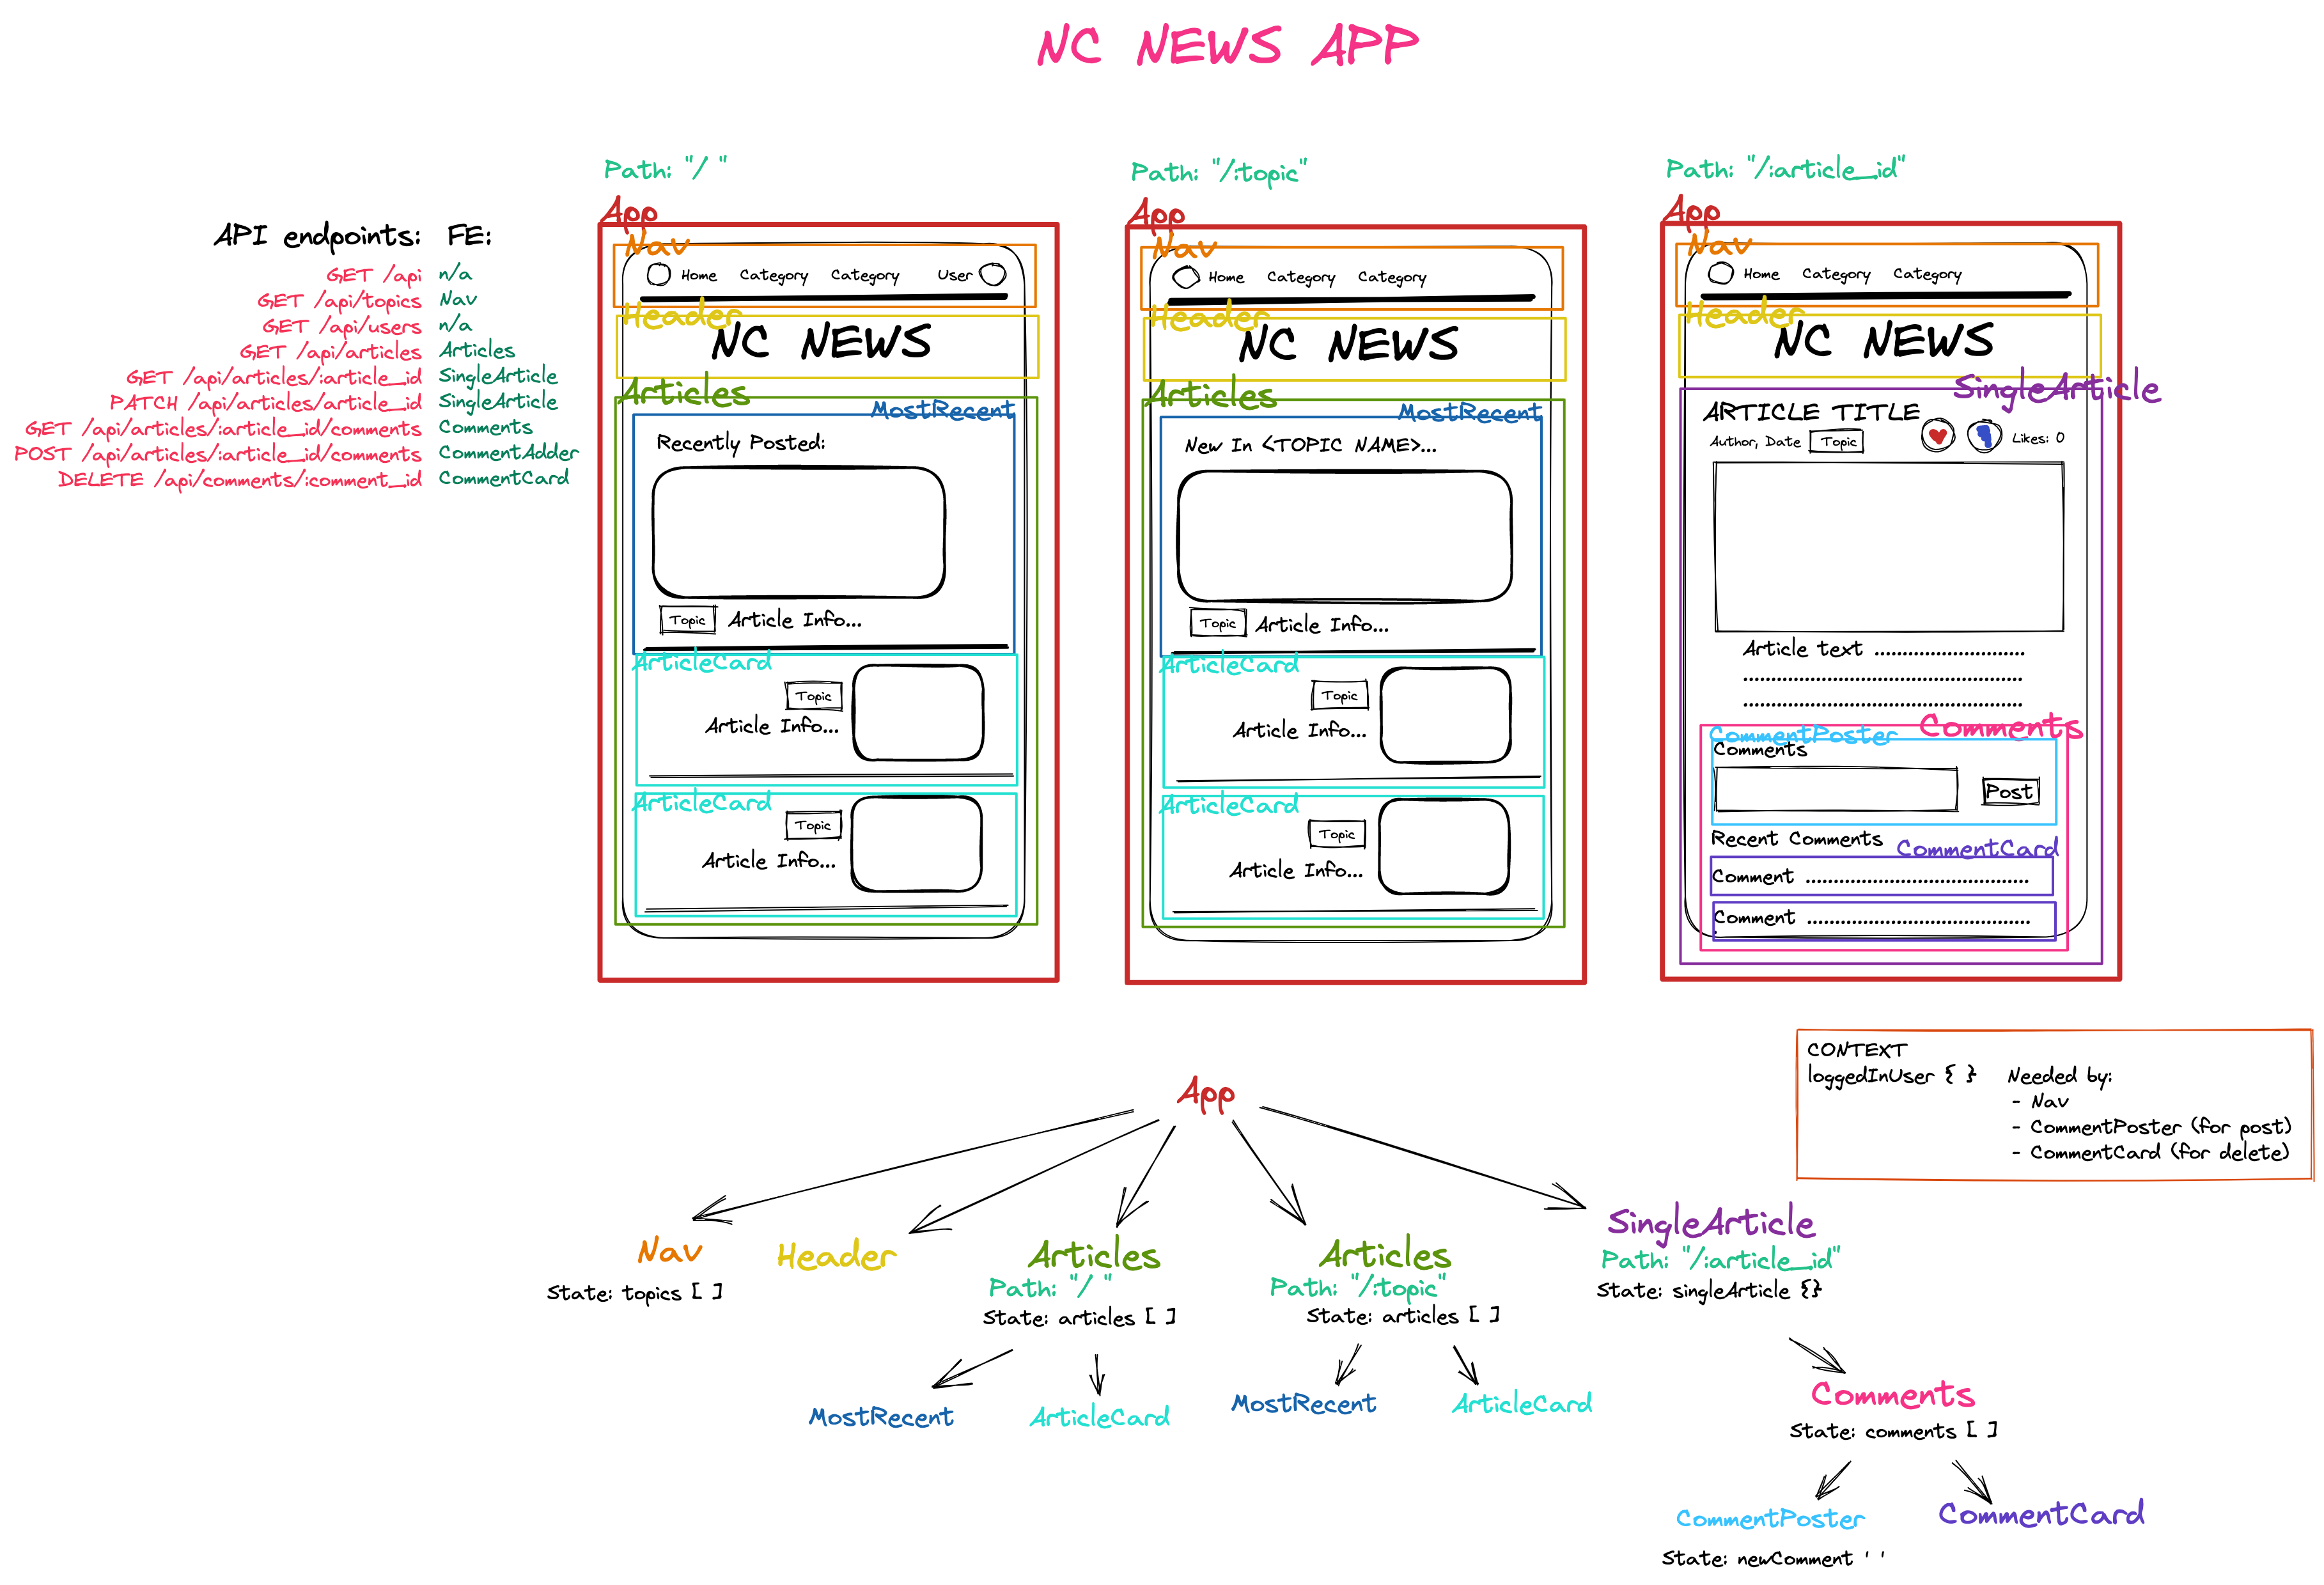 NC NEWS APP
API endpoints: FE:
GET /api n/a
GET /api/topics Nav
GET /api/users n/a
GET /api/articles Articles
GET /api/articles/:article_id SingleArticle
PATCH /api/articles/article_id SingleArticle
GET /api/articles/:article_id/comments Comments
POST /api/articles/:article_id/comments CommentAdder
DELETE /api/comments/:comment_id CommentCard
Path: "/ "
App
Nav
Home Category Category User
Header
NC NEWS
Articles
MostRecent
Recently Posted:
Topic Article Info...
ArticleCard
Topic
Article Info...
ArticleCard
Topic
Article Info...
Path: "/:topic"
App
Nav
Home Category Category
Header
NC NEWS
Articles
MostRecent
New In <TOPIC NAME>...
Topic Article Info...
ArticleCard
Topic
Article Info...
ArticleCard
Topic
Article Info...
Path: "/:article_id"
App
Nav
Home Category Category
Header
NC NEWS
SingleArticle
ARTICLE TITLE
Author, Date Topic Likes: 0
Article text ...........................
..................................................
..................................................
Comments
CommentPoster
Comments
Post
Recent Comments
CommentCard
Comment ........................................
Comment ........................................
CONTEXT
loggedInUser { } Needed by:
- Nav
- CommentPoster (for post)
- CommentCard (for delete)
App
Nav
State: topics [ ]
Header
Articles
Path: "/ "
State: articles [ ]
MostRecent
ArticleCard
Articles
Path: "/:topic"
State: articles [ ]
MostRecent
ArticleCard
SingleArticle
Path: "/:article_id"
State: singleArticle {}
Comments
State: comments [ ]
CommentPoster
State: newComment ' '
CommentCard